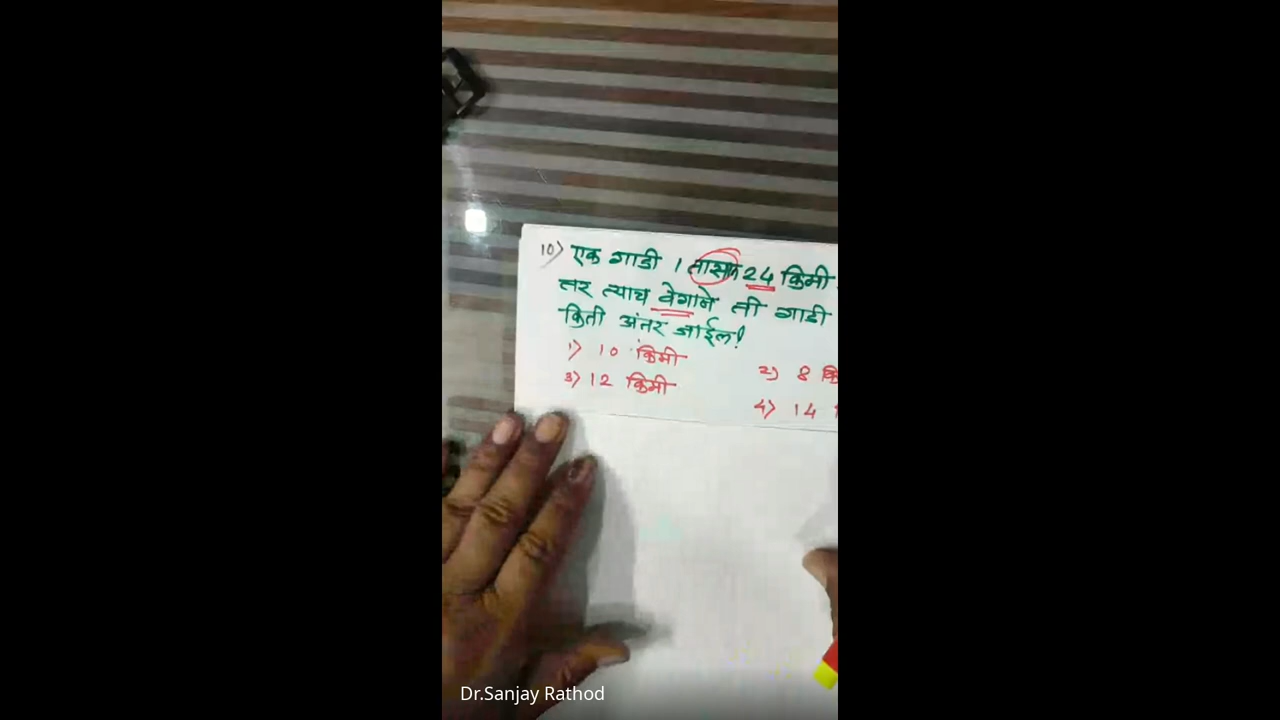 10) एक गाडी 1 तासात 24 किमी
तर त्याच वेगाने ती गाडी
किती अंतर जाईल!
1) 10 किमी
2) 8 कि
3) 12 किमी
4) 14
Dr.Sanjay Rathod